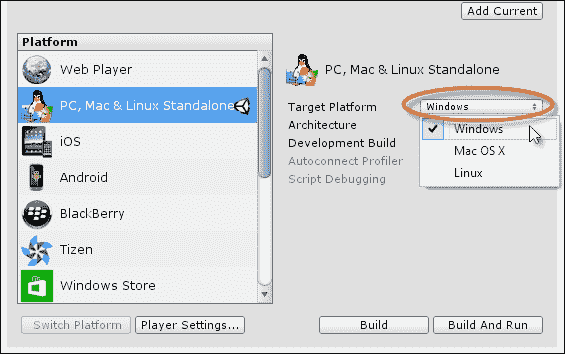 Add Current
Platform
Web Player
PC, Mac & Linux Standalone
iOS
Android
BlackBerry
Tizen
Windows Store
PC, Mac & Linux Standalone
Target Platform Windows
Architecture
Development Build
Autoconnect Profiler
Script Debugging
Windows
Mac OS X
Linux
Switch Platform Player Settings... Build Build And Run